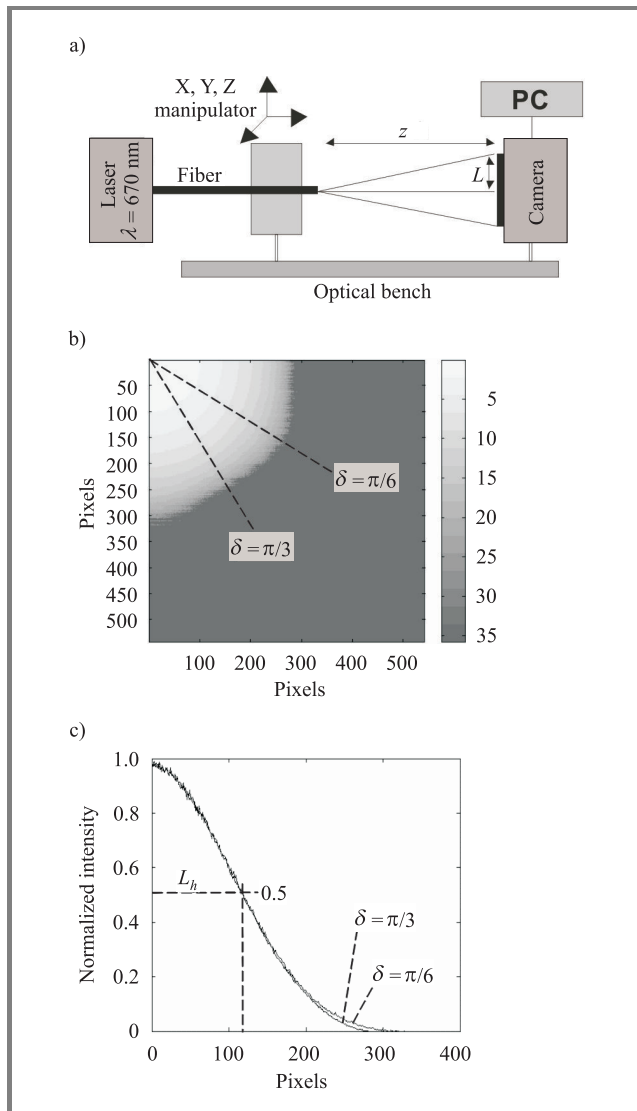 a)
X, Y, Z
manipulator
PC
z
Laser
λ = 670 nm
Fiber
L
Camera
Optical bench
b)
50
100
150
200
250
300
350
400
450
500
Pixels
δ = π/6
δ = π/3
100 200 300 400 500
Pixels
5
10
15
20
25
30
35
c)
1.0
0.8
0.6
0.4
0.2
0
Normalized intensity
L_h
0.5
δ = π/3
δ = π/6
0 100 200 300 400
Pixels